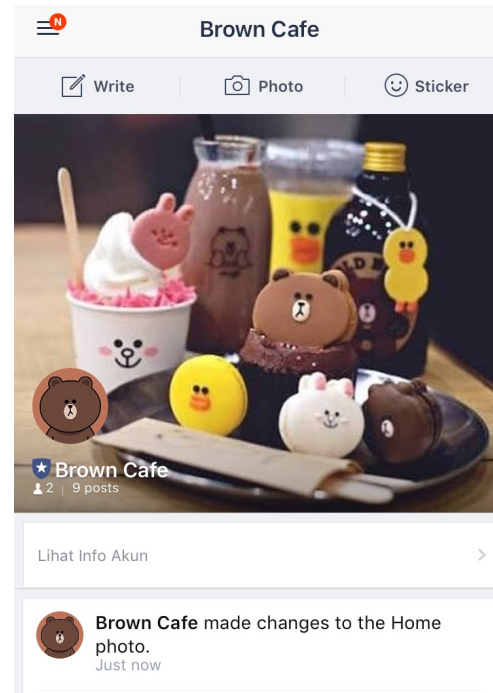 N
Brown Cafe
Write Photo Sticker
Brown Cafe
2 | 9 posts
Lihat Info Akun
Brown Cafe made changes to the Home
photo.
Just now